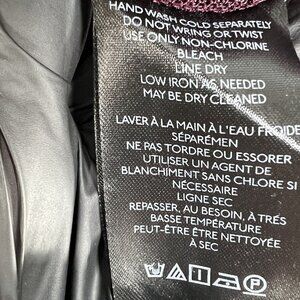 HAND WASH COLD SEPARATELY
DO NOT WRING OR TWIST
USE ONLY NON-CHLORINE
BLEACH
LINE DRY
LOW IRON AS NEEDED
MAY BE DRY CLEANED
LAVER À LA MAIN À L'EAU FROIDE
SÉPARÉMEN
NE PAS TORDRE OU ESSORER
UTILISER UN AGENT DE
BLANCHIMENT SANS CHLORE SI
NÉCESSAIRE
LIGNE SEC
REPASSER, AU BESOIN, À TRÉS
BASSE TEMPÉRATURE
PEUT-ÊTRE ÊTRE NETTOYÉE
À SEC